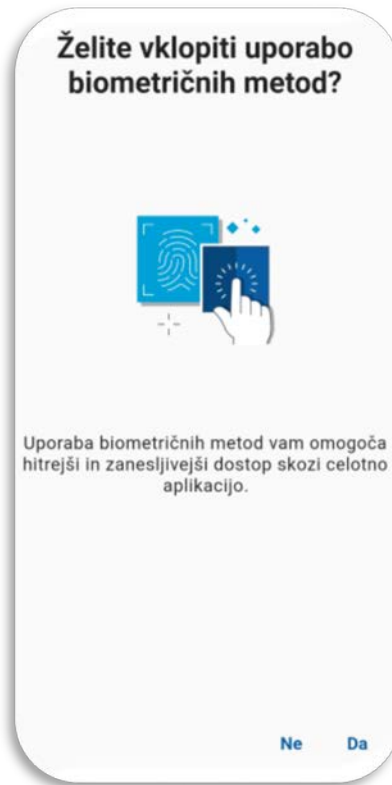 Želite vklopiti uporabo
biometričnih metod?
Uporaba biometričnih metod vam omogoča
hitrejši in zanesljivejši dostop skozi celotno
aplikacijo.
Ne Da